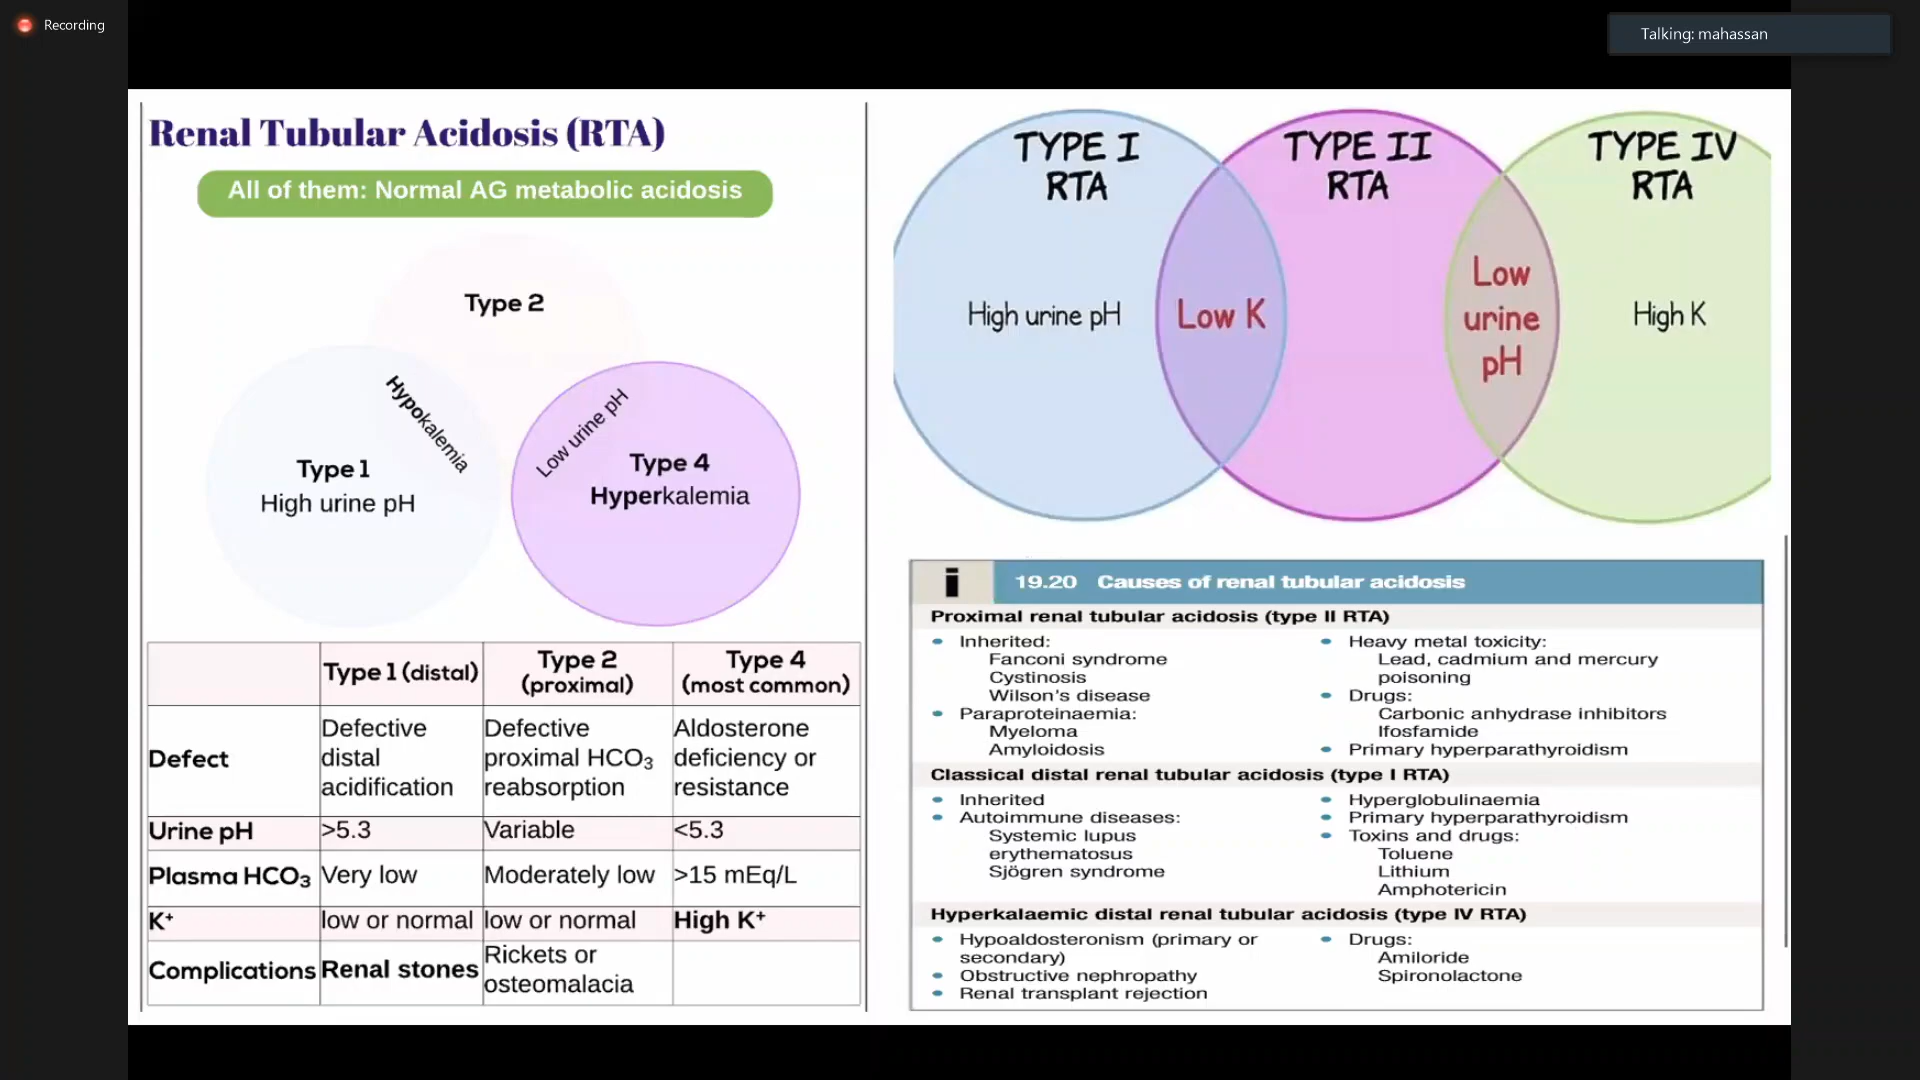 Recording
Talking: mahassan
Renal Tubular Acidosis (RTA)
All of them: Normal AG metabolic acidosis
Type 2
Hypokalemia
Low urine pH
Type 1
High urine pH
Type 4
Hyperkalemia
Type 1 (distal)
Type 2
(proximal)
Type 4
(most common)
Defect
Defective
distal
acidification
Defective
proximal HCO₃
reabsorption
Aldosterone
deficiency or
resistance
Urine pH
>5.3
Variable
<5.3
Plasma HCO₃
Very low
Moderately low
>15 mEq/L
K⁺
low or normal
low or normal
High K⁺
Complications
Renal stones
Rickets or
osteomalacia
TYPE I
RTA
TYPE II
RTA
TYPE IV
RTA
High urine pH
Low K
Low
urine
pH
High K
i
19.20 Causes of renal tubular acidosis
Proximal renal tubular acidosis (type II RTA)
• Inherited:
Fanconi syndrome
Cystinosis
Wilson's disease
• Paraproteinaemia:
Myeloma
Amyloidosis
• Heavy metal toxicity:
Lead, cadmium and mercury
poisoning
• Drugs:
Carbonic anhydrase inhibitors
Ifosfamide
• Primary hyperparathyroidism
Classical distal renal tubular acidosis (type I RTA)
• Inherited
• Autoimmune diseases:
Systemic lupus
erythematosus
Sjögren syndrome
• Hyperglobulinaemia
• Primary hyperparathyroidism
• Toxins and drugs:
Toluene
Lithium
Amphotericin
Hyperkalaemic distal renal tubular acidosis (type IV RTA)
• Hypoaldosteronism (primary or
secondary)
• Obstructive nephropathy
• Renal transplant rejection
• Drugs:
Amiloride
Spironolactone